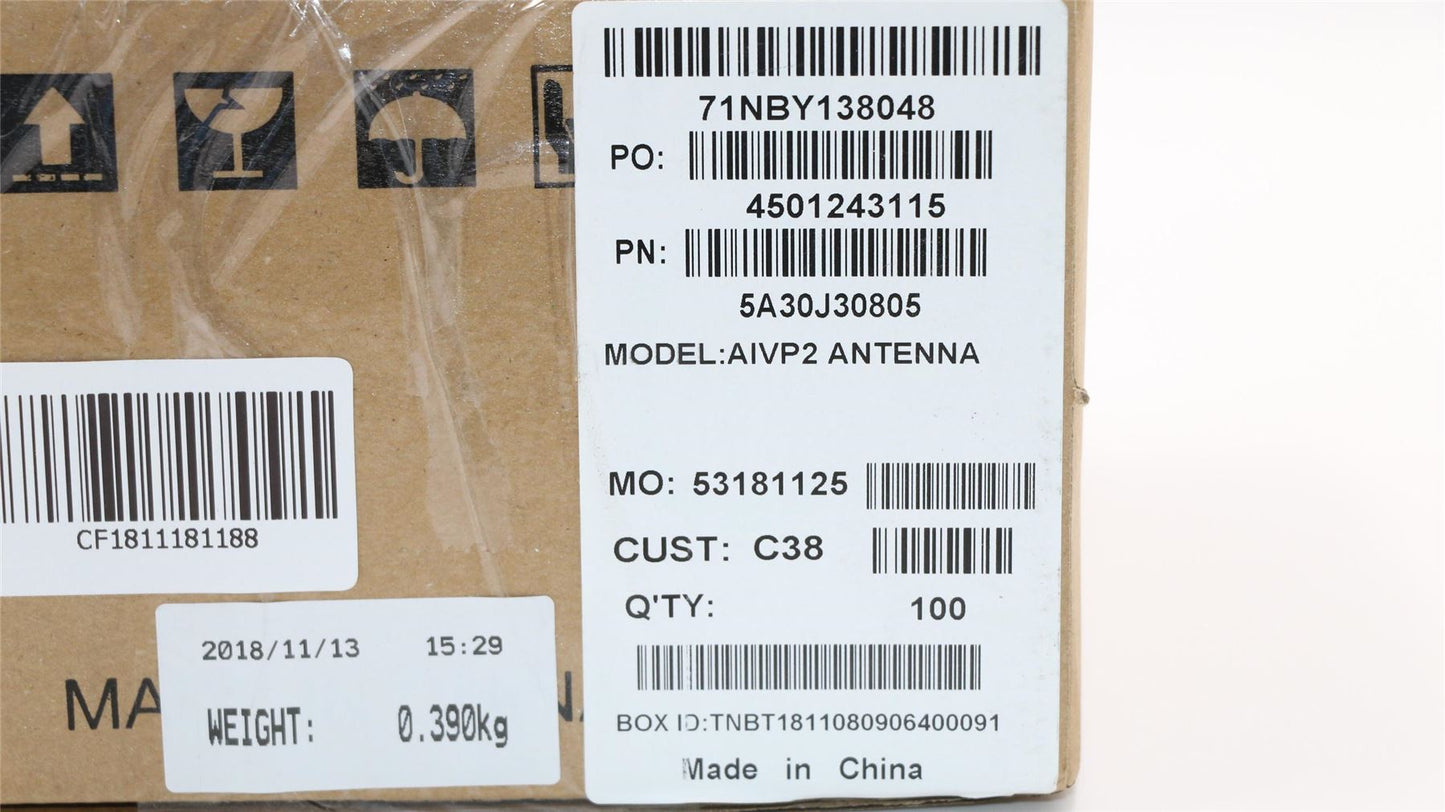 71NBY138048
PO:
4501243115
PN:
5A30J30805
MODEL:AIVP2 ANTENNA
MO: 53181125
CUST: C38
Q'TY: 100
BOX ID:TNBT1811080906400091
Made in China
CF1811181188
2018/11/13 15:29
WEIGHT: 0.390kg